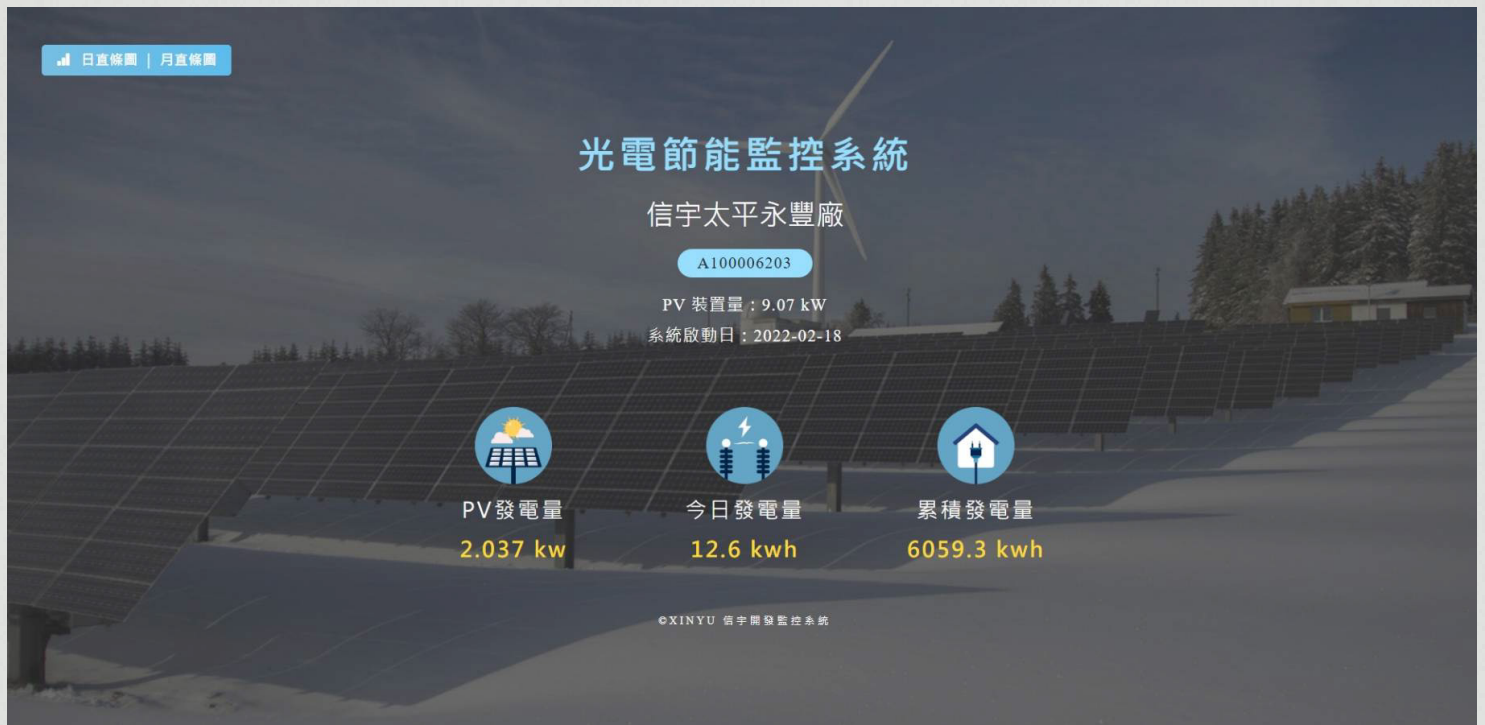 日直條圖 | 月直條圖
光電節能監控系統
信宇太平永豐廠
A100006203
PV 裝置量：9.07 kW
系統啟動日：2022-02-18
PV發電量
今日發電量
累積發電量
2.037 kw
12.6 kwh
6059.3 kwh
©XINYU 信宇開發監控系統